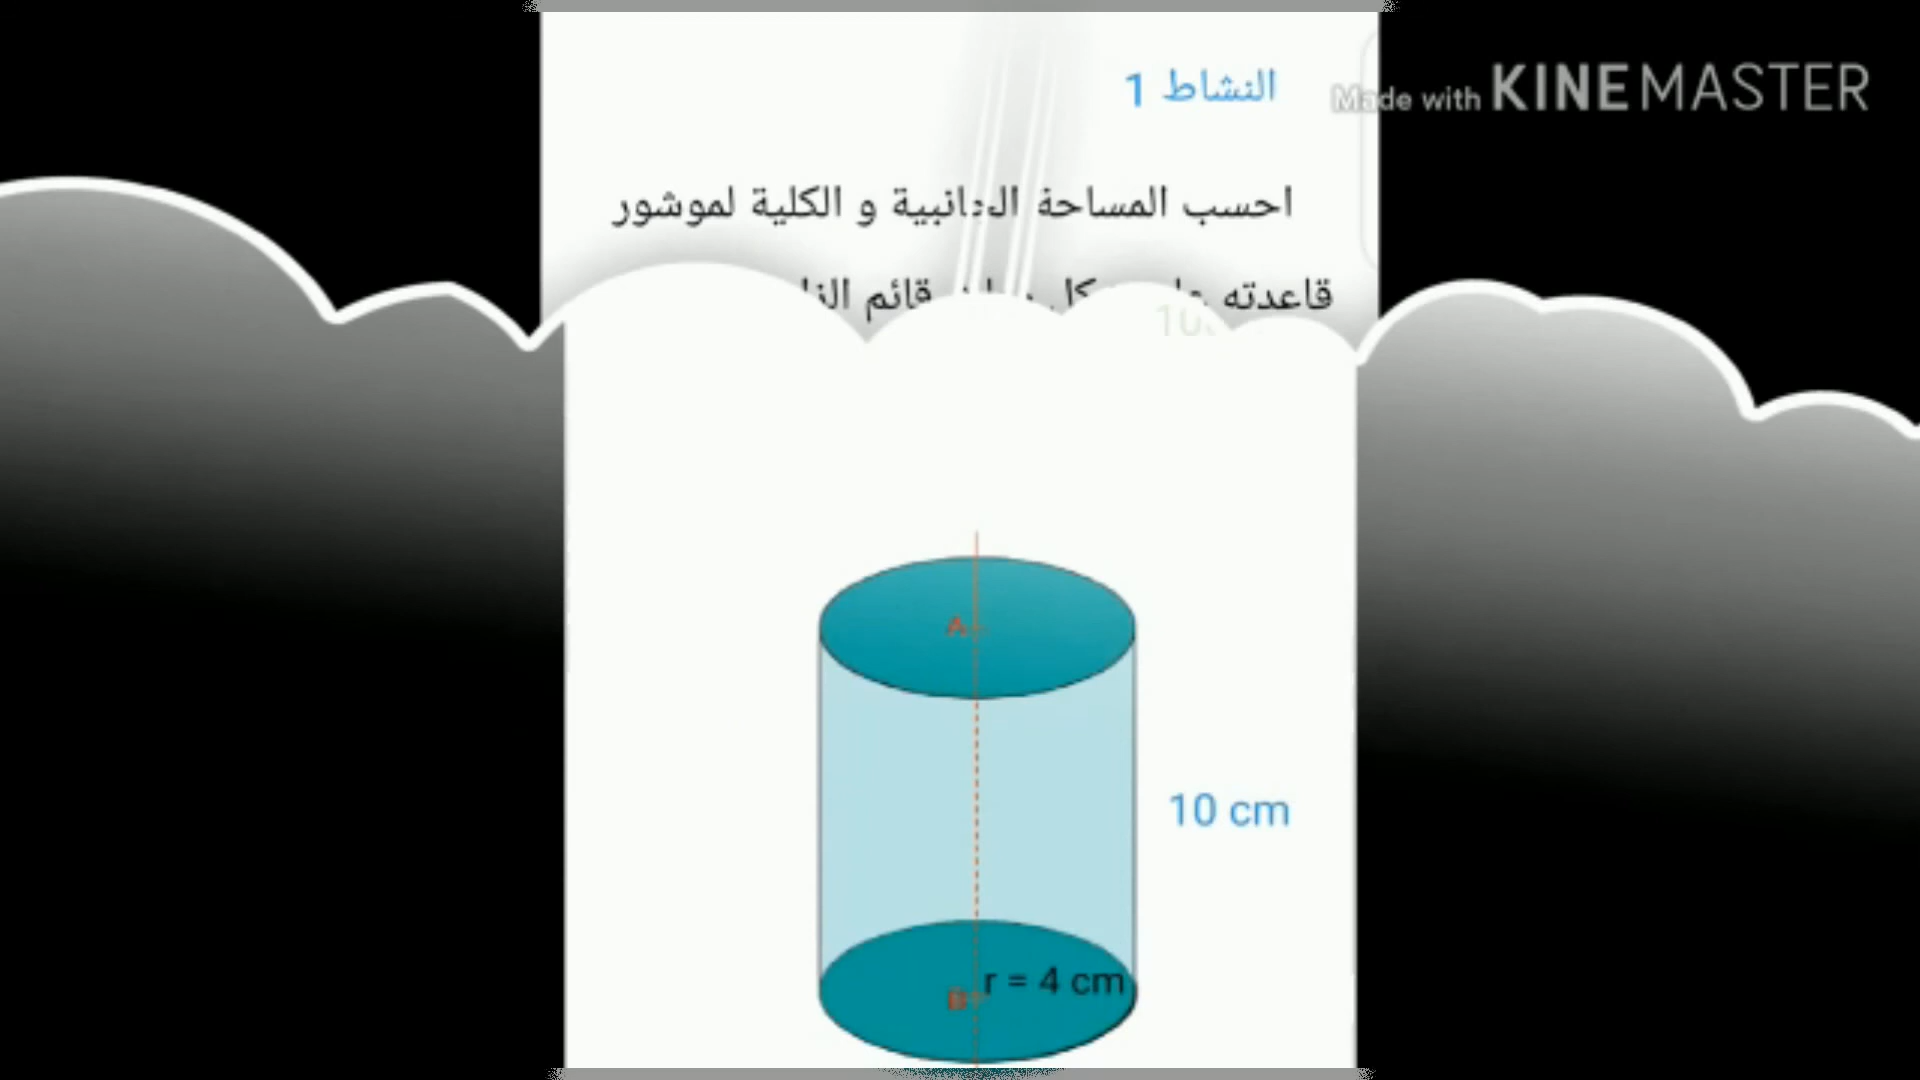 النشاط 1
Made with KINEMASTER
احسب المساحة الجانبية و الكلية لموشور
قاعدته قائم
A
10 cm
r = 4 cm
B